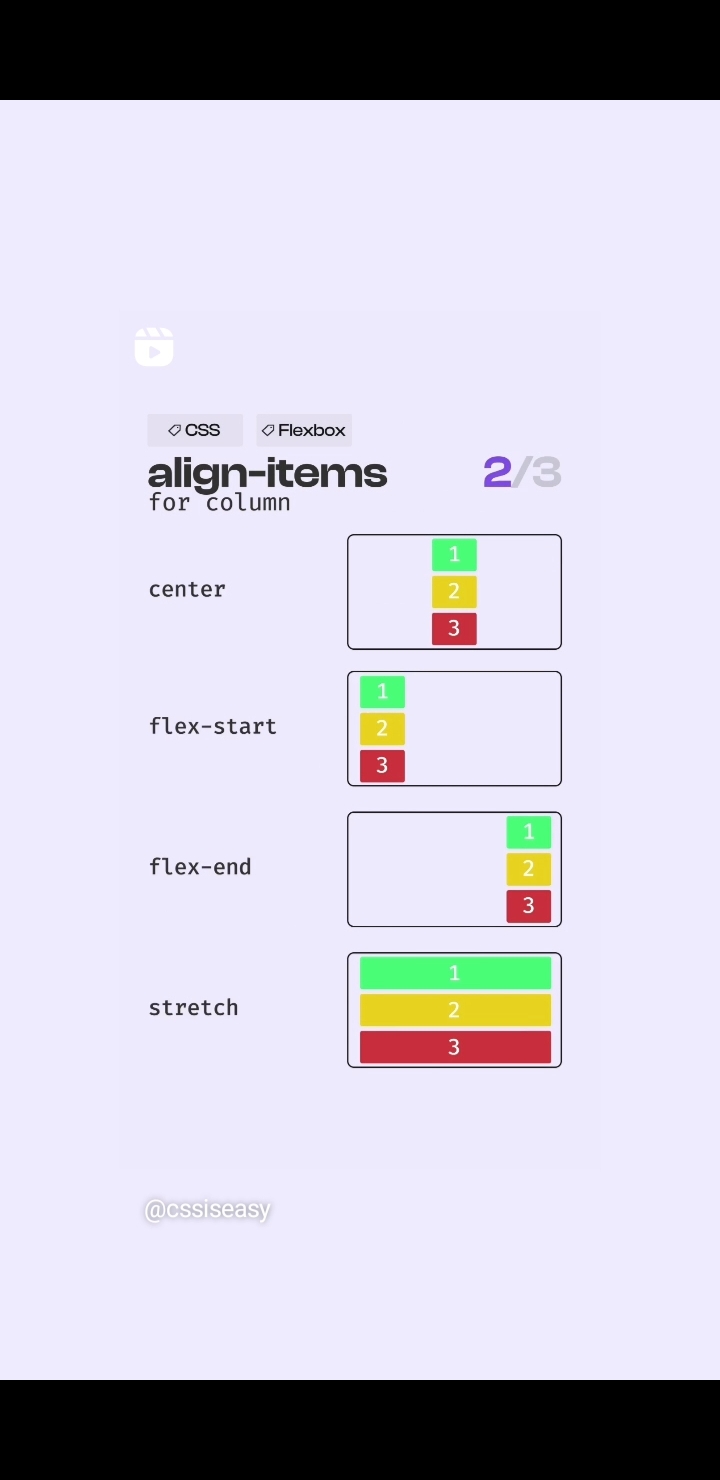 CSS Flexbox
align-items 2/3
for column
center
1
2
3
flex-start
1
2
3
flex-end
1
2
3
stretch
1
2
3
@cssiseasy